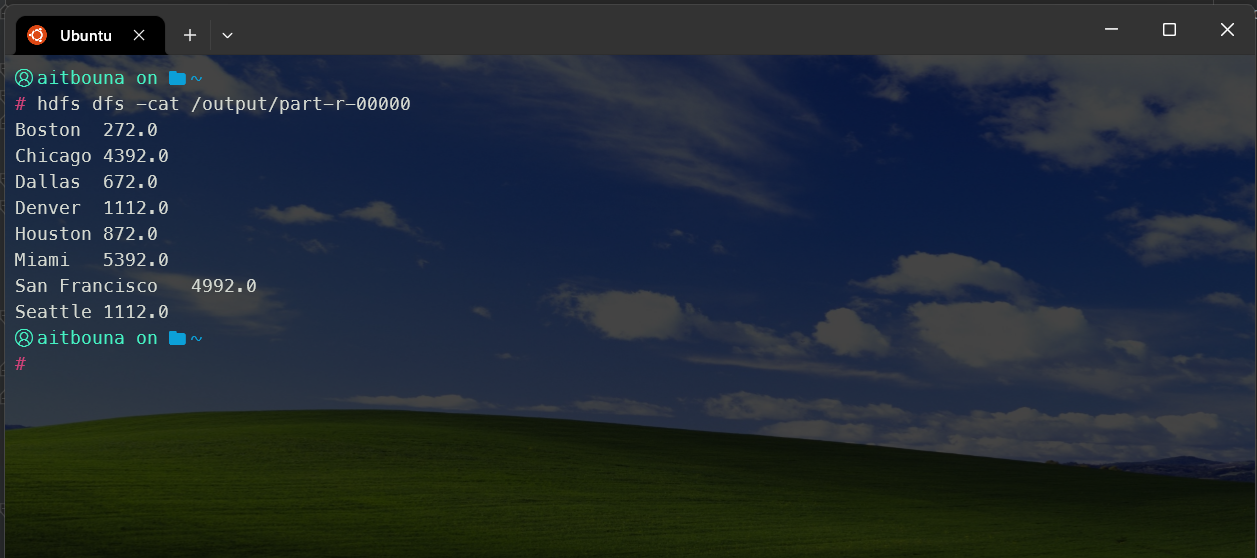 Ubuntu
aitbouna on ~
# hdfs dfs -cat /output/part-r-00000
Boston  272.0
Chicago 4392.0
Dallas  672.0
Denver  1112.0
Houston 872.0
Miami   5392.0
San Francisco   4992.0
Seattle 1112.0
aitbouna on ~
#